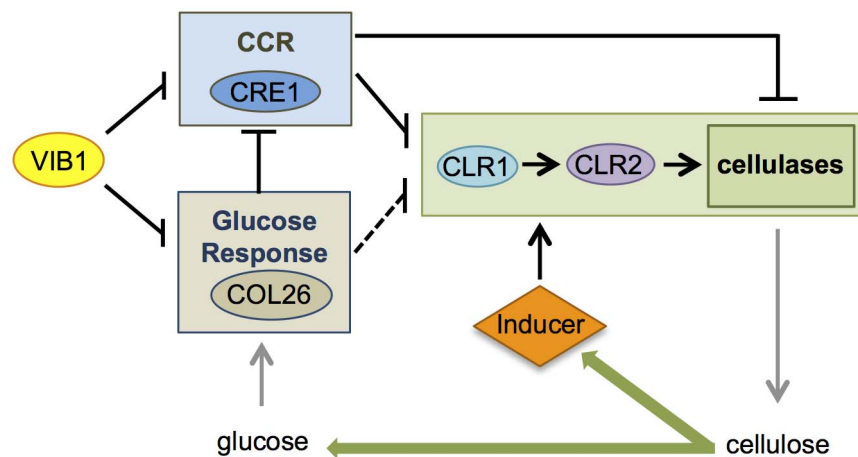 CCR
CRE1
VIB1
CLR1
CLR2
cellulases
Glucose
Response
COL26
Inducer
glucose
cellulose